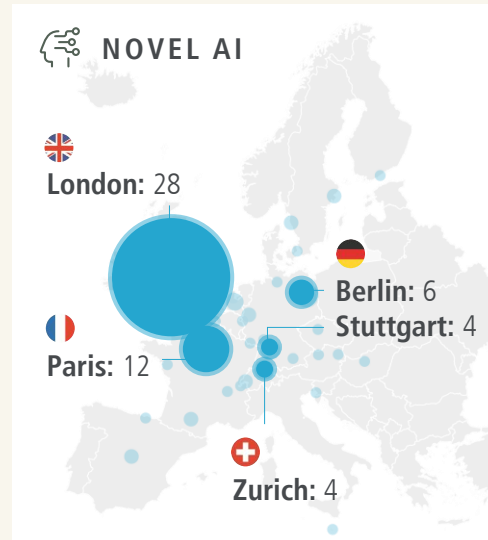 NOVEL AI
London: 28
Berlin: 6
Stuttgart: 4
Paris: 12
Zurich: 4